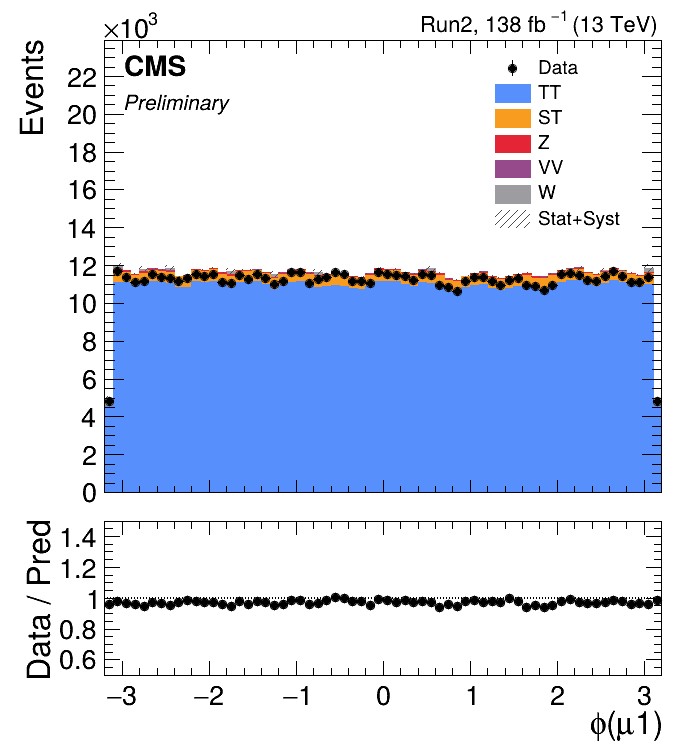 ×10³
Run2, 138 fb⁻¹ (13 TeV)
CMS
Preliminary
Events
22
20
18
16
14
12
10
8
6
4
2
0
Data
TT
ST
Z
VV
W
Stat+Syst
Data / Pred
1.4
1.2
1
0.8
0.6
−3
−2
−1
0
1
2
3
ϕ(μ1)